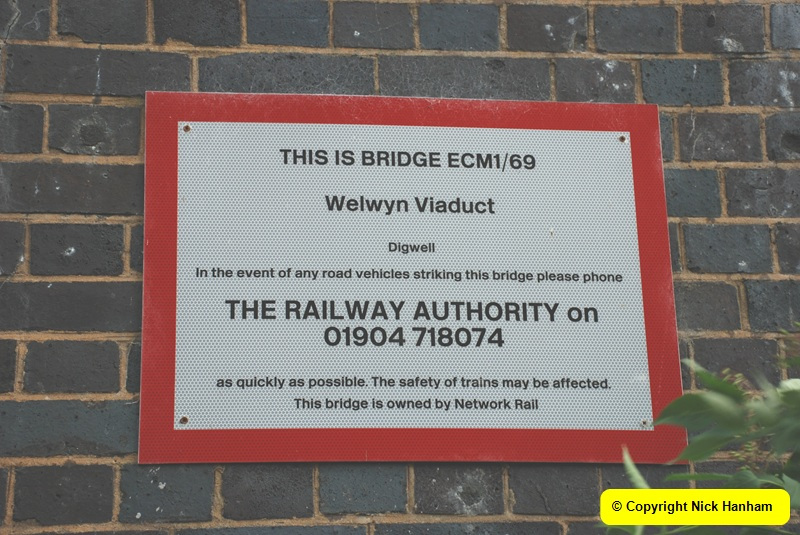 THIS IS BRIDGE ECM1/69
Welwyn Viaduct
Digwell
In the event of any road vehicles striking this bridge please phone
THE RAILWAY AUTHORITY on
01904 718074
as quickly as possible. The safety of trains may be affected.
This bridge is owned by Network Rail
© Copyright Nick Hanham